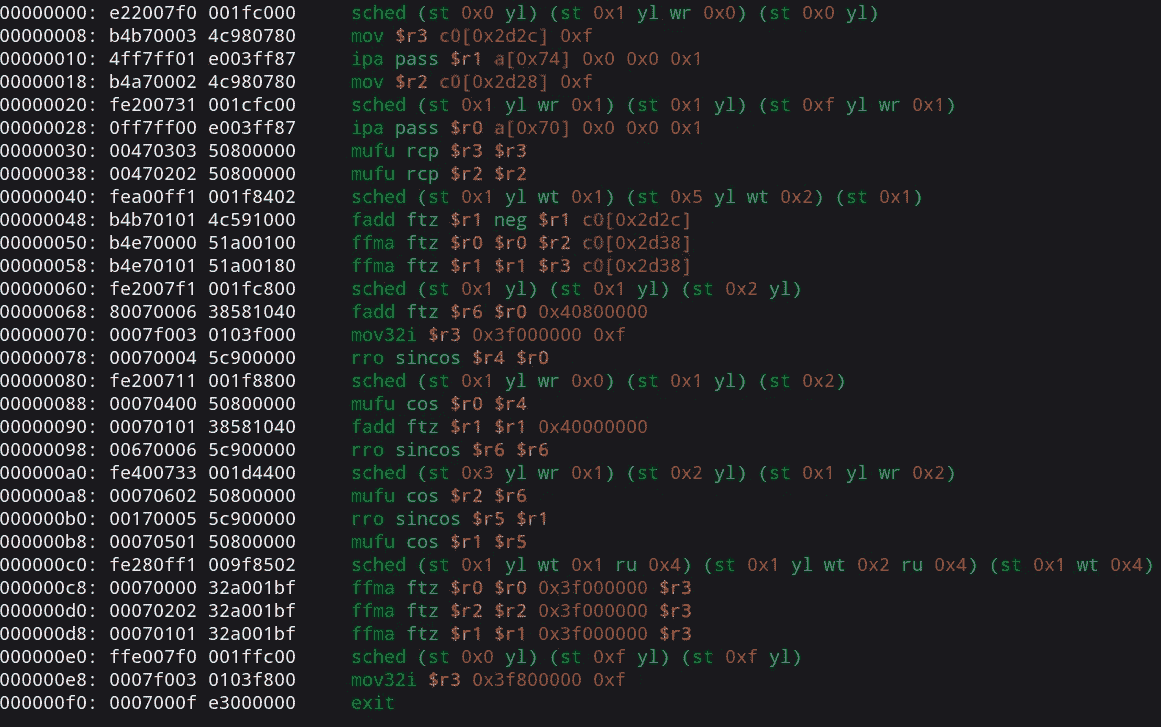 00000000: e22007f0 001fc000 sched (st 0x0 yl) (st 0x1 yl wr 0x0) (st 0x0 yl)
00000008: b4b70003 4c980780 mov $r3 c0[0x2d2c] 0xf
00000010: 4ff7ff01 e003ff87 ipa pass $r1 a[0x74] 0x0 0x0 0x1
00000018: b4a70002 4c980780 mov $r2 c0[0x2d28] 0xf
00000020: fe200731 001cfc00 sched (st 0x1 yl wr 0x1) (st 0x1 yl) (st 0xf yl wr 0x1)
00000028: 0ff7ff00 e003ff87 ipa pass $r0 a[0x70] 0x0 0x0 0x1
00000030: 00470303 50800000 mufu rcp $r3 $r3
00000038: 00470202 50800000 mufu rcp $r2 $r2
00000040: fea00ff1 001f8402 sched (st 0x1 yl wt 0x1) (st 0x5 yl wt 0x2) (st 0x1)
00000048: b4b70101 4c591000 fadd ftz $r1 neg $r1 c0[0x2d2c]
00000050: b4e70000 51a00100 ffma ftz $r0 $r0 $r2 c0[0x2d38]
00000058: b4e70101 51a00180 ffma ftz $r1 $r1 $r3 c0[0x2d38]
00000060: fe2007f1 001fc800 sched (st 0x1 yl) (st 0x1 yl) (st 0x2 yl)
00000068: 80070006 38581040 fadd ftz $r6 $r0 0x40800000
00000070: 0007f003 0103f000 mov32i $r3 0x3f000000 0xf
00000078: 00070004 5c900000 rro sincos $r4 $r0
00000080: fe200711 001f8800 sched (st 0x1 yl wr 0x0) (st 0x1 yl) (st 0x2)
00000088: 00070400 50800000 mufu cos $r0 $r4
00000090: 00070101 38581040 fadd ftz $r1 $r1 0x40000000
00000098: 00670006 5c900000 rro sincos $r6 $r6
000000a0: fe400733 001d4400 sched (st 0x3 yl wr 0x1) (st 0x2 yl) (st 0x1 yl wr 0x2)
000000a8: 00070602 50800000 mufu cos $r2 $r6
000000b0: 00170005 5c900000 rro sincos $r5 $r1
000000b8: 00070501 50800000 mufu cos $r1 $r5
000000c0: fe280ff1 009f8502 sched (st 0x1 yl wt 0x1 ru 0x4) (st 0x1 yl wt 0x2 ru 0x4) (st 0x1 wt 0x4)
000000c8: 00070000 32a001bf ffma ftz $r0 $r0 0x3f000000 $r3
000000d0: 00070202 32a001bf ffma ftz $r2 $r2 0x3f000000 $r3
000000d8: 00070101 32a001bf ffma ftz $r1 $r1 0x3f000000 $r3
000000e0: ffe007f0 001ffc00 sched (st 0x0 yl) (st 0xf yl) (st 0xf yl)
000000e8: 0007f003 0103f800 mov32i $r3 0x3f800000 0xf
000000f0: 0007000f e3000000 exit